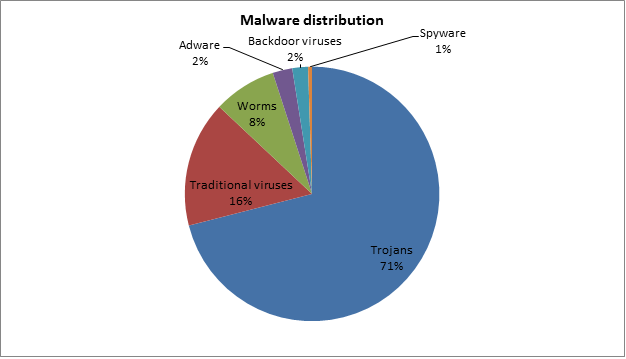 Malware distribution
Spyware
1%
Backdoor viruses
2%
Adware
2%
Worms
8%
Traditional viruses
16%
Trojans
71%